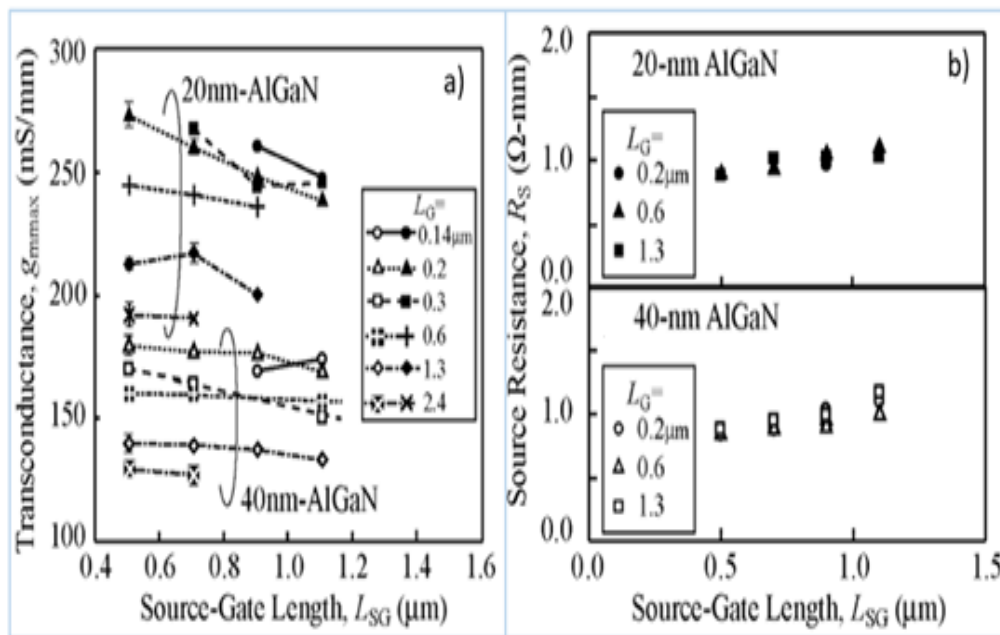 a)
20nm-AlGaN
40nm-AlGaN
L_G=
0.14μm
0.2
0.3
0.6
1.3
2.4
Transconductance, g_mmax (mS/mm)
300
250
200
150
100
0.4 0.6 0.8 1.0 1.2 1.4 1.6
Source-Gate Length, L_SG (μm)
b)
20-nm AlGaN
L_G=
0.2μm
0.6
1.3
2.0
1.0
0.0
Source Resistance, R_S (Ω-mm)
40-nm AlGaN
L_G=
0.2μm
0.6
1.3
2.0
1.0
0.0
0.0 0.5 1.0 1.5
Source-Gate Length, L_SG (μm)